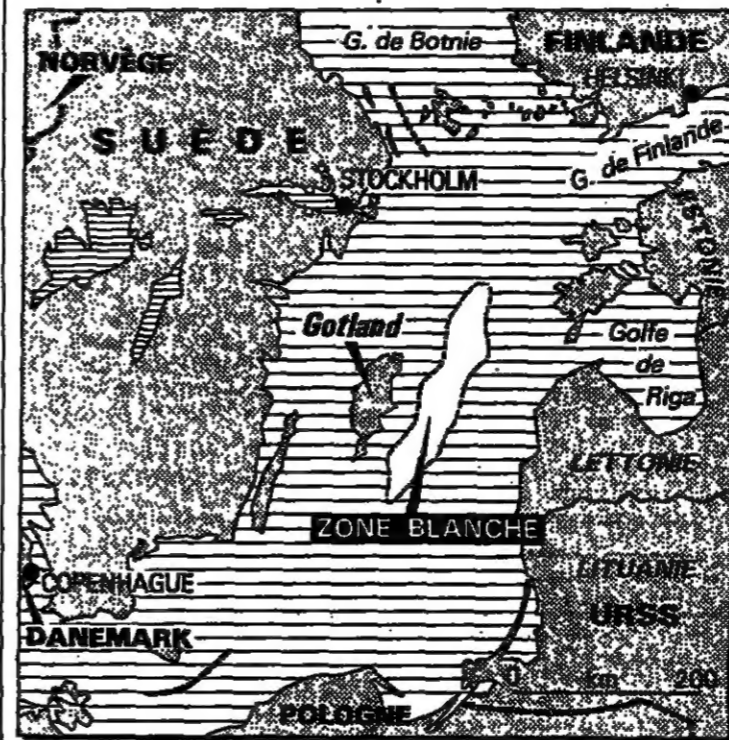 G. de Botnie
FINLANDE
NORVÈGE
HELSINKI
SUÈDE
G. de Finlande
STOCKHOLM
ESTONIE
Gotland
Golfe
de
Riga
LETTONIE
ZONE BLANCHE
LITUANIE
COPENHAGUE
URSS
DANEMARK
0 km 200
POLOGNE